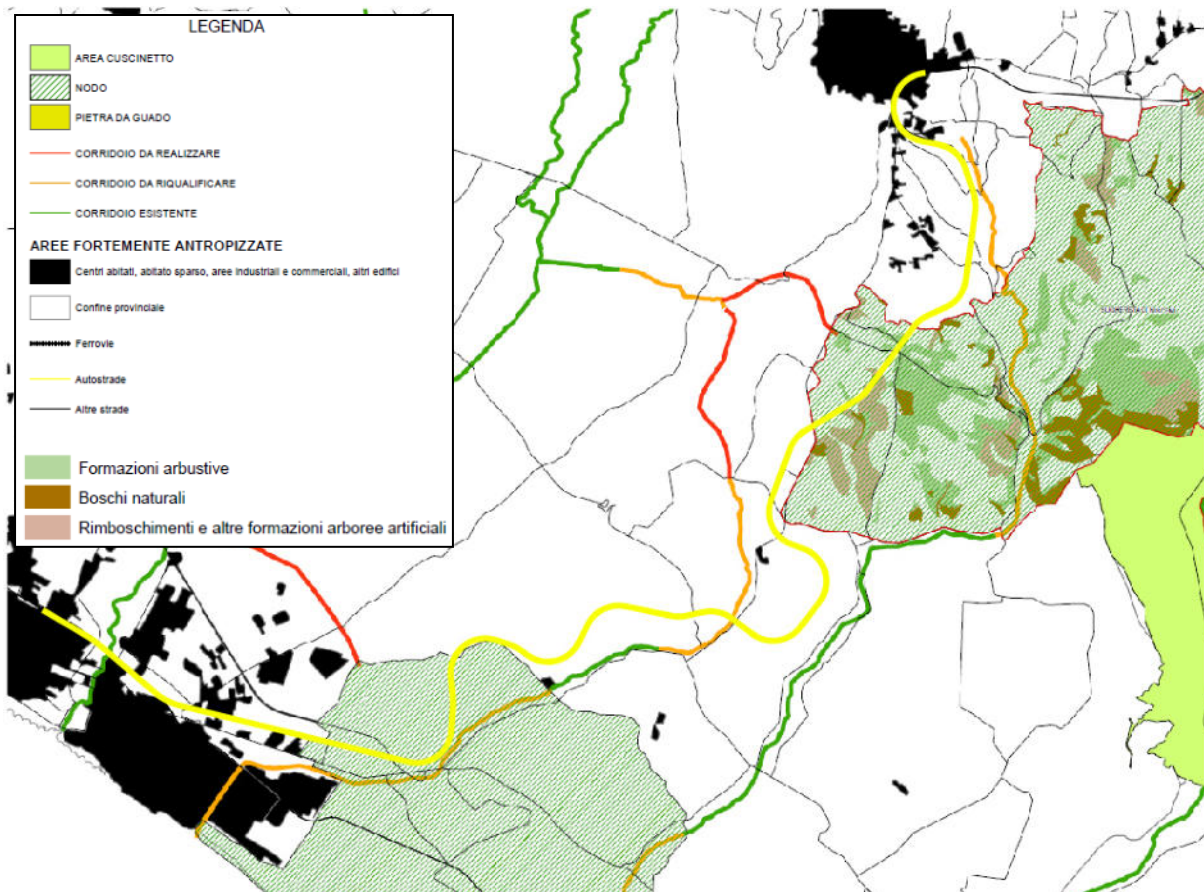 LEGENDA
AREA CUSCINETTO
NODO
PIETRA DA GUADO
CORRIDOIO DA REALIZZARE
CORRIDOIO DA RIQUALIFICARE
CORRIDOIO ESISTENTE
AREE FORTEMENTE ANTROPIZZATE
Centri abitati, abitato sparso, aree industriali e commerciali, altri edifici
Confine provinciale
Ferrovie
Autostrade
Altre strade
Formazioni arbustive
Boschi naturali
Rimboschimenti e altre formazioni arboree artificiali